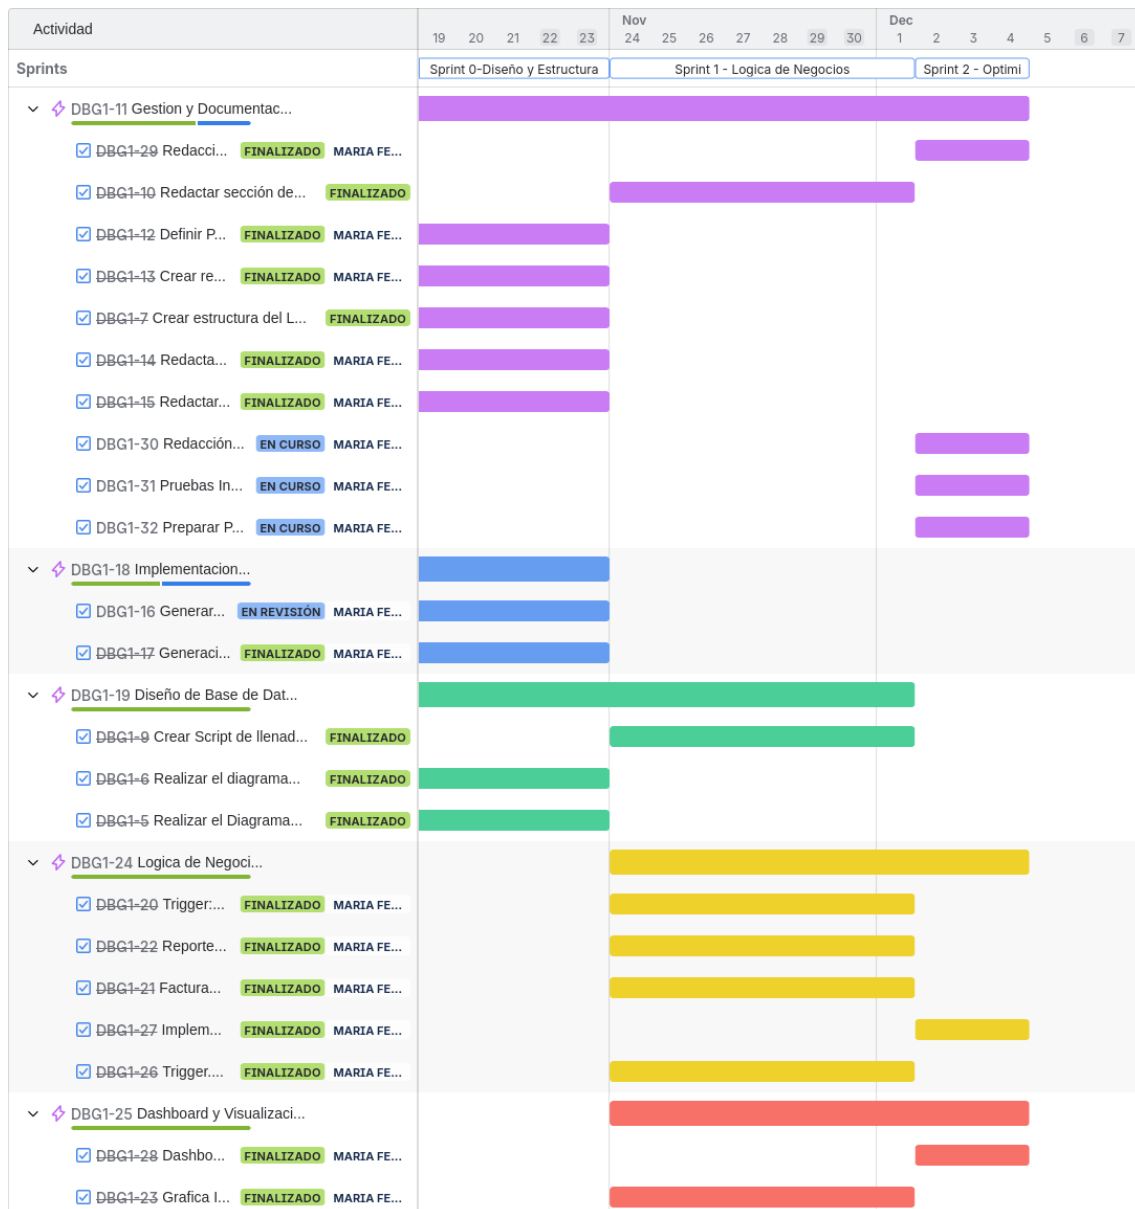 Actividad
Nov Dec
19 20 21 22 23 24 25 26 27 28 29 30 1 2 3 4 5 6 7
Sprints Sprint 0-Diseño y Estructura Sprint 1 - Logica de Negocios Sprint 2 - Optimi
DBG1-11 Gestion y Documentac...
DBG1-29 Redacci... FINALIZADO MARIA FE...
DBG1-10 Redactar sección de... FINALIZADO
DBG1-12 Definir P... FINALIZADO MARIA FE...
DBG1-13 Crear re... FINALIZADO MARIA FE...
DBG1-7 Crear estructura del L... FINALIZADO
DBG1-14 Redacta... FINALIZADO MARIA FE...
DBG1-15 Redactar... FINALIZADO MARIA FE...
DBG1-30 Redacción... EN CURSO MARIA FE...
DBG1-31 Pruebas In... EN CURSO MARIA FE...
DBG1-32 Preparar P... EN CURSO MARIA FE...
DBG1-18 Implementacion...
DBG1-16 Generar... EN REVISIÓN MARIA FE...
DBG1-17 Generaci... FINALIZADO MARIA FE...
DBG1-19 Diseño de Base de Dat...
DBG1-9 Crear Script de llenad... FINALIZADO
DBG1-6 Realizar el diagrama... FINALIZADO
DBG1-5 Realizar el Diagrama... FINALIZADO
DBG1-24 Logica de Negoci...
DBG1-20 Trigger:... FINALIZADO MARIA FE...
DBG1-22 Reporte... FINALIZADO MARIA FE...
DBG1-21 Factura... FINALIZADO MARIA FE...
DBG1-27 Implem... FINALIZADO MARIA FE...
DBG1-26 Trigger.... FINALIZADO MARIA FE...
DBG1-25 Dashboard y Visualizaci...
DBG1-28 Dashbo... FINALIZADO MARIA FE...
DBG1-23 Grafica I... FINALIZADO MARIA FE...